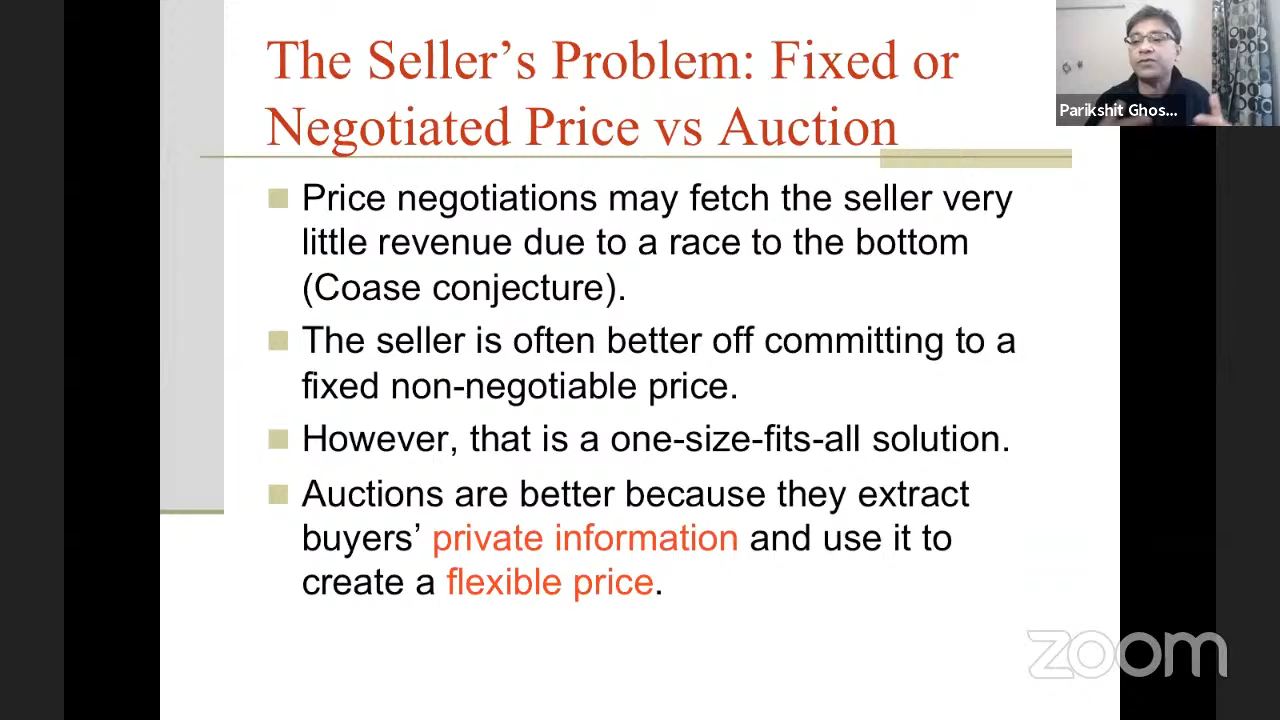 The Seller's Problem: Fixed or
Negotiated Price vs Auction
Price negotiations may fetch the seller very
little revenue due to a race to the bottom
(Coase conjecture).
The seller is often better off committing to a
fixed non-negotiable price.
However, that is a one-size-fits-all solution.
Auctions are better because they extract
buyers' private information and use it to
create a flexible price.
Parikshit Ghos...
zoom